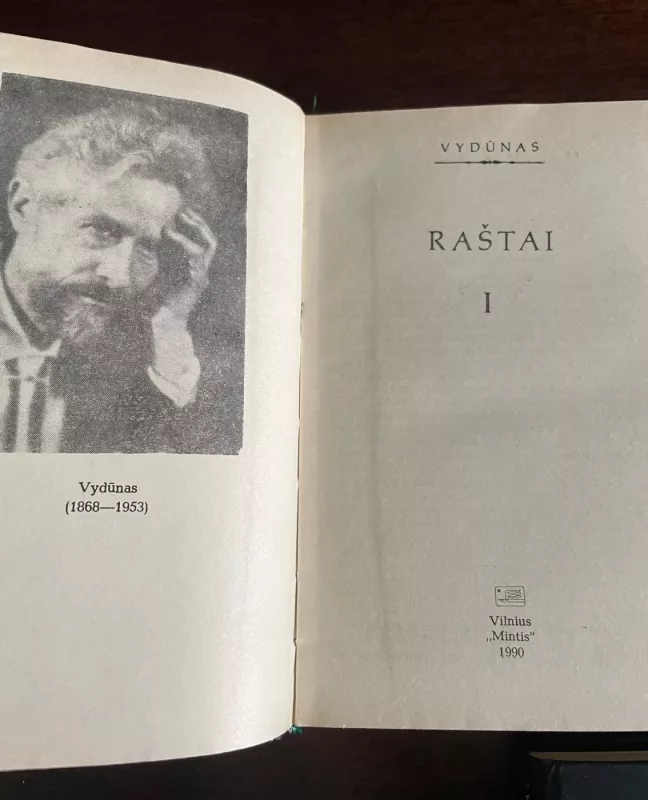 Vydūnas
(1868—1953)
VYDŪNAS
RAŠTAI
I
Vilnius
„Mintis“
1990